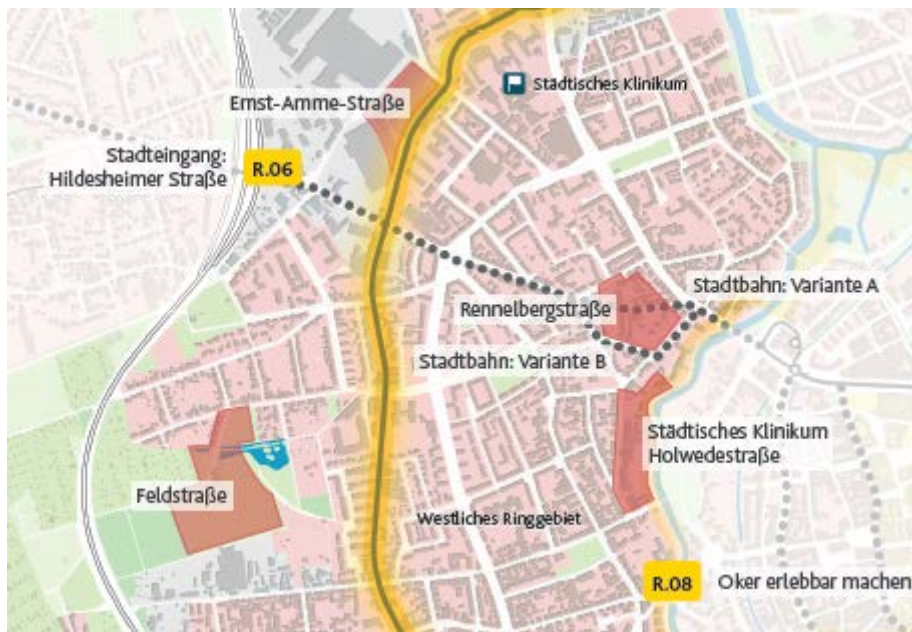 Städtisches Klinikum
Ernst-Amme-Straße
Stadteingang:
Hildesheimer Straße
R.06
Stadtbahn: Variante A
Rennelbergstraße
Stadtbahn: Variante B
Städtisches Klinikum
Holwedestraße
Feldstraße
Westliches Ringgebiet
R.08
Oker erlebbar machen